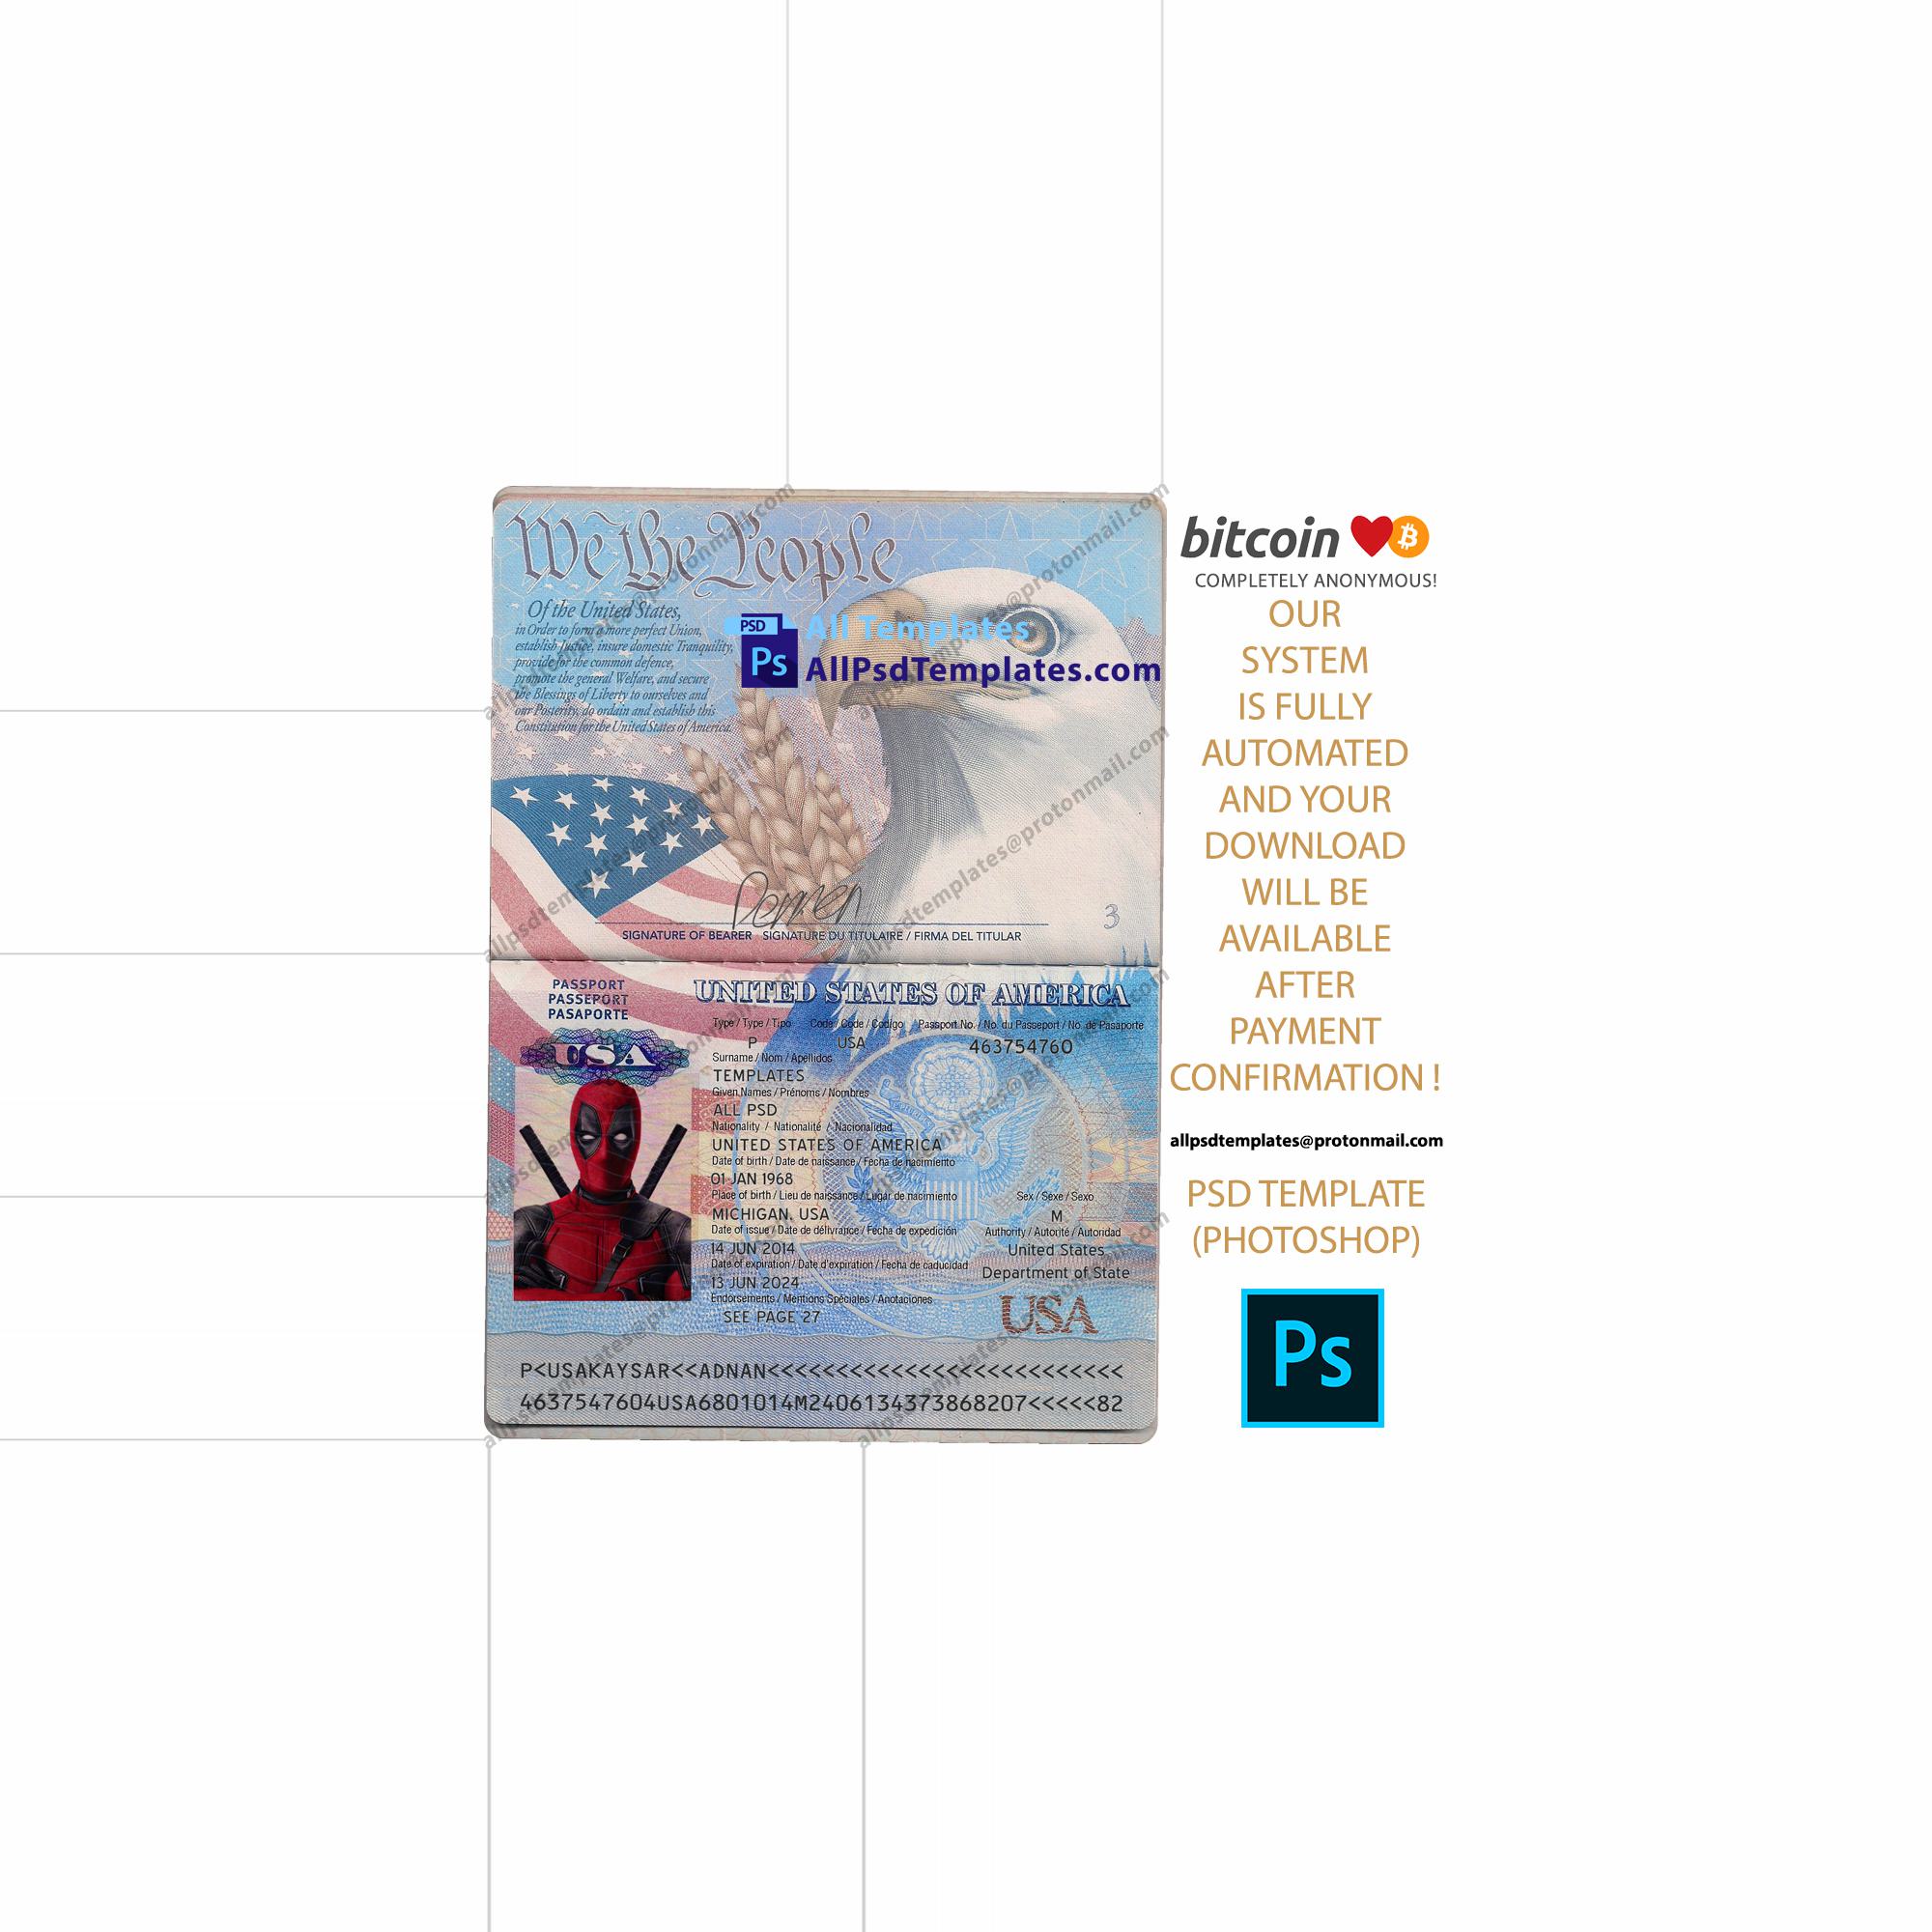 We the People
Of the United States,
in Order to form a more perfect Union,
establish Justice, insure domestic Tranquility,
provide for the common defence,
promote the general Welfare, and secure
the Blessings of Liberty to ourselves and
our Posterity, do ordain and establish this
Constitution for the United States of America.
PSD
Ps
All Templates
AllPsdTemplates.com
SIGNATURE OF BEARER / SIGNATURE DU TITULAIRE / FIRMA DEL TITULAR
3
PASSPORT
PASSEPORT
PASAPORTE
USA
UNITED STATES OF AMERICA
Type / Type / Tipo Code / Code / Codigo Passport No. / No. du Passeport / No. de Pasaporte
P USA 463754760
Surname / Nom / Apellidos
TEMPLATES
Given Names / Prénoms / Nombres
ALL PSD
Nationality / Nationalité / Nacionalidad
UNITED STATES OF AMERICA
Date of birth / Date de naissance / Fecha de nacimiento
01 JAN 1968
Place of birth / Lieu de naissance / Lugar de nacimiento Sex / Sexe / Sexo
MICHIGAN, USA M
Date of issue / Date de délivrance / Fecha de expedición Authority / Autorité / Autoridad
14 JUN 2014 United States
Date of expiration / Date d'expiration / Fecha de caducidad Department of State
13 JUN 2024
Endorsements / Mentions Spéciales / Anotaciones
SEE PAGE 27
USA
P<USAKAYSAR<<ADNAN<<<<<<<<<<<<<<<<<<<<<<<<<<
4637547604USA6801014M2406134373868207<<<<<82
allpsdtemplates@protonmail.com
bitcoin
COMPLETELY ANONYMOUS!
OUR
SYSTEM
IS FULLY
AUTOMATED
AND YOUR
DOWNLOAD
WILL BE
AVAILABLE
AFTER
PAYMENT
CONFIRMATION !
allpsdtemplates@protonmail.com
PSD TEMPLATE
(PHOTOSHOP)
Ps